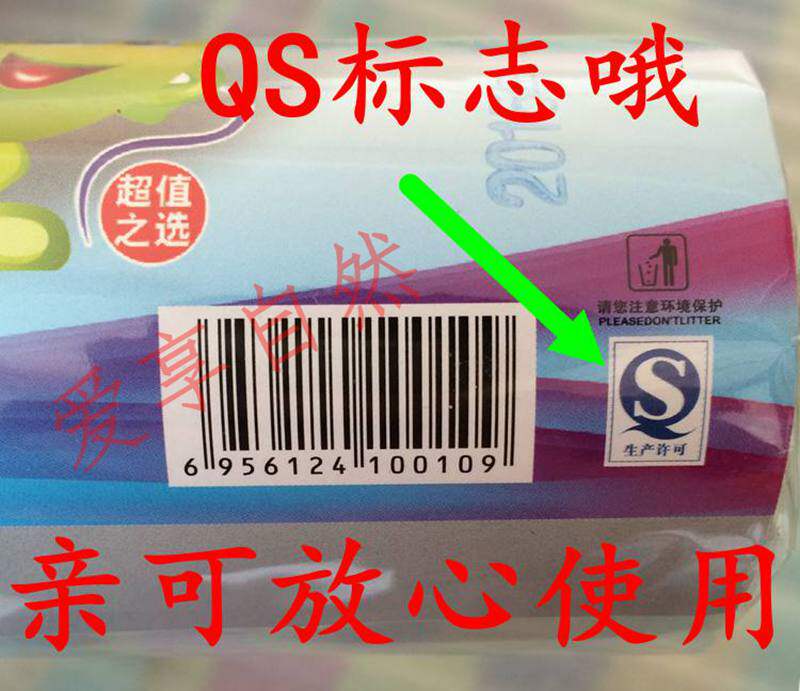 QS标志哦
201
超值
之选
请您注意环境保护
PLEASEDON'TLITTER
爱享自然
S
生产许可
6 956124 100109
亲可放心使用